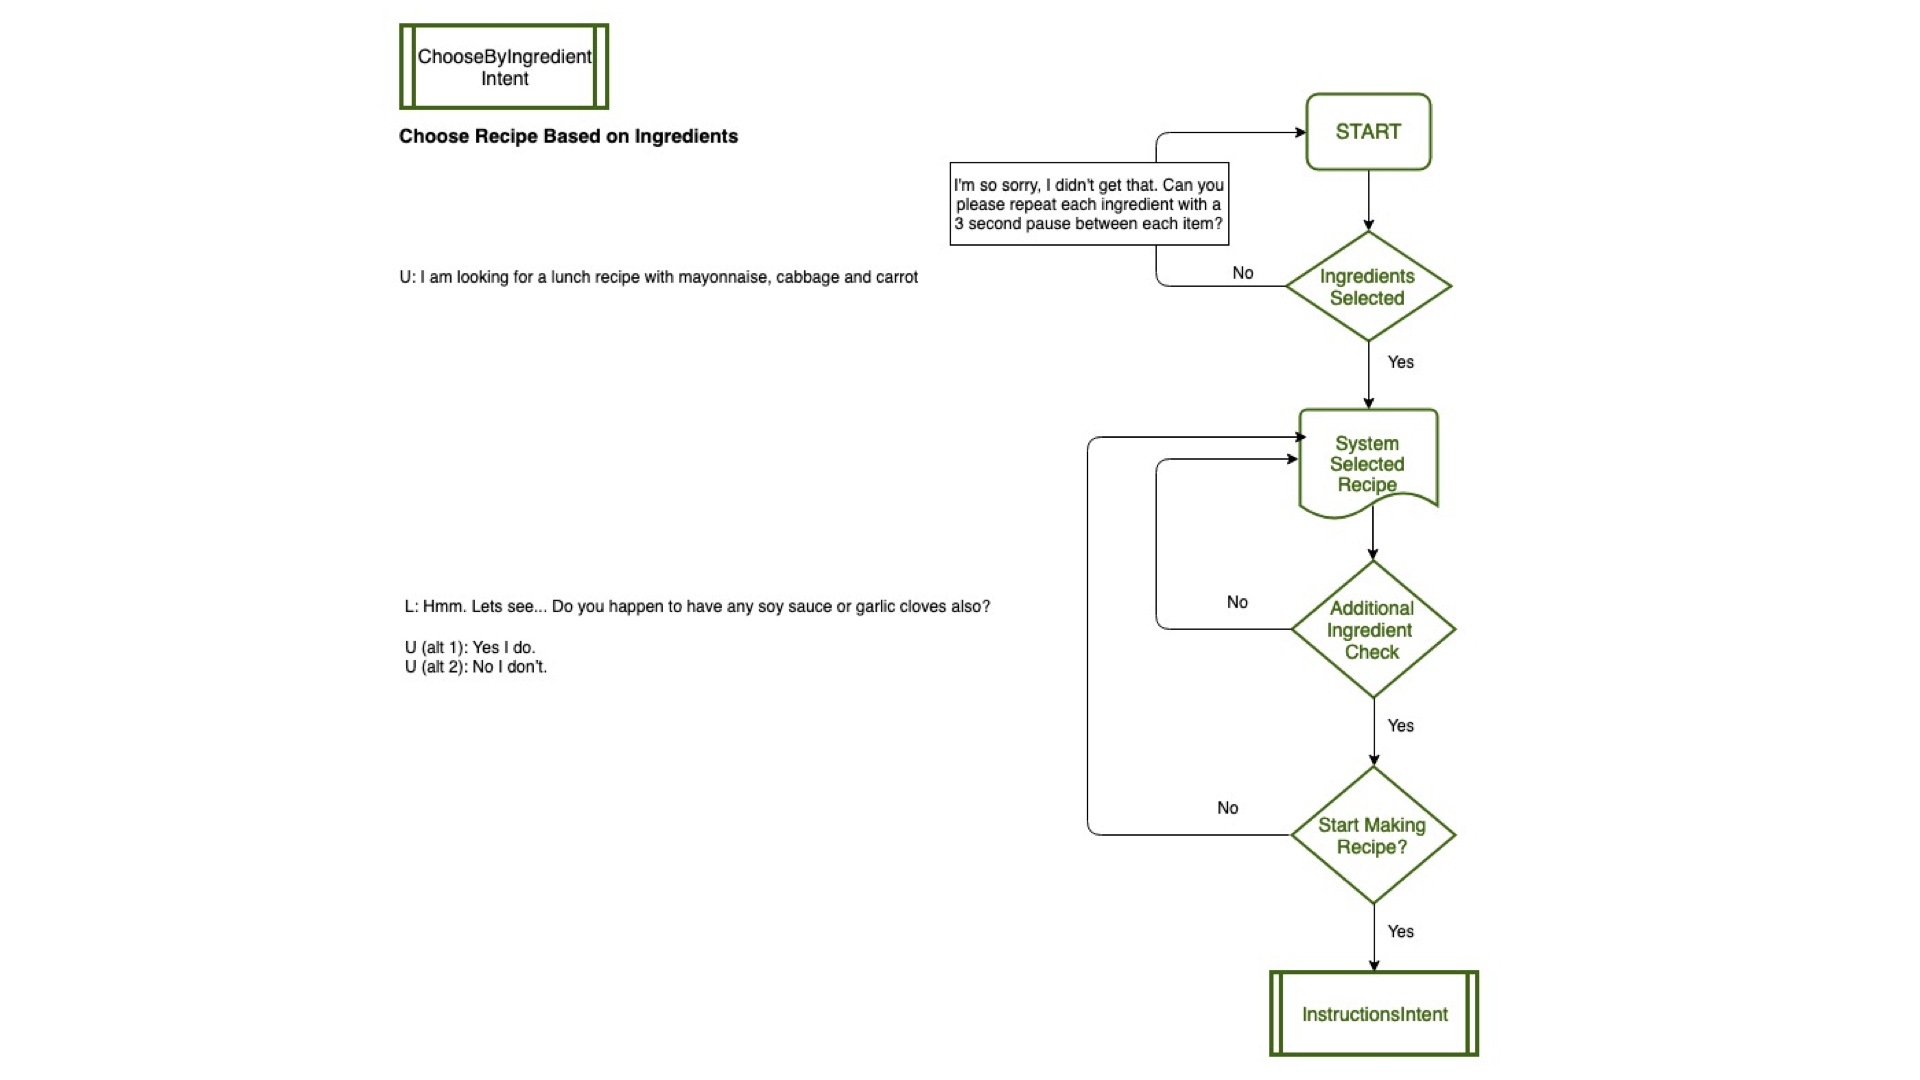 ChooseByIngredient
Intent
Choose Recipe Based on Ingredients
START
I'm so sorry, I didn't get that. Can you
please repeat each ingredient with a
3 second pause between each item?
U: I am looking for a lunch recipe with mayonnaise, cabbage and carrot
No
Ingredients
Selected
Yes
System
Selected
Recipe
L: Hmm. Lets see... Do you happen to have any soy sauce or garlic cloves also?
U (alt 1): Yes I do.
U (alt 2): No I don't.
No
Additional
Ingredient
Check
Yes
No
Start Making
Recipe?
Yes
InstructionsIntent